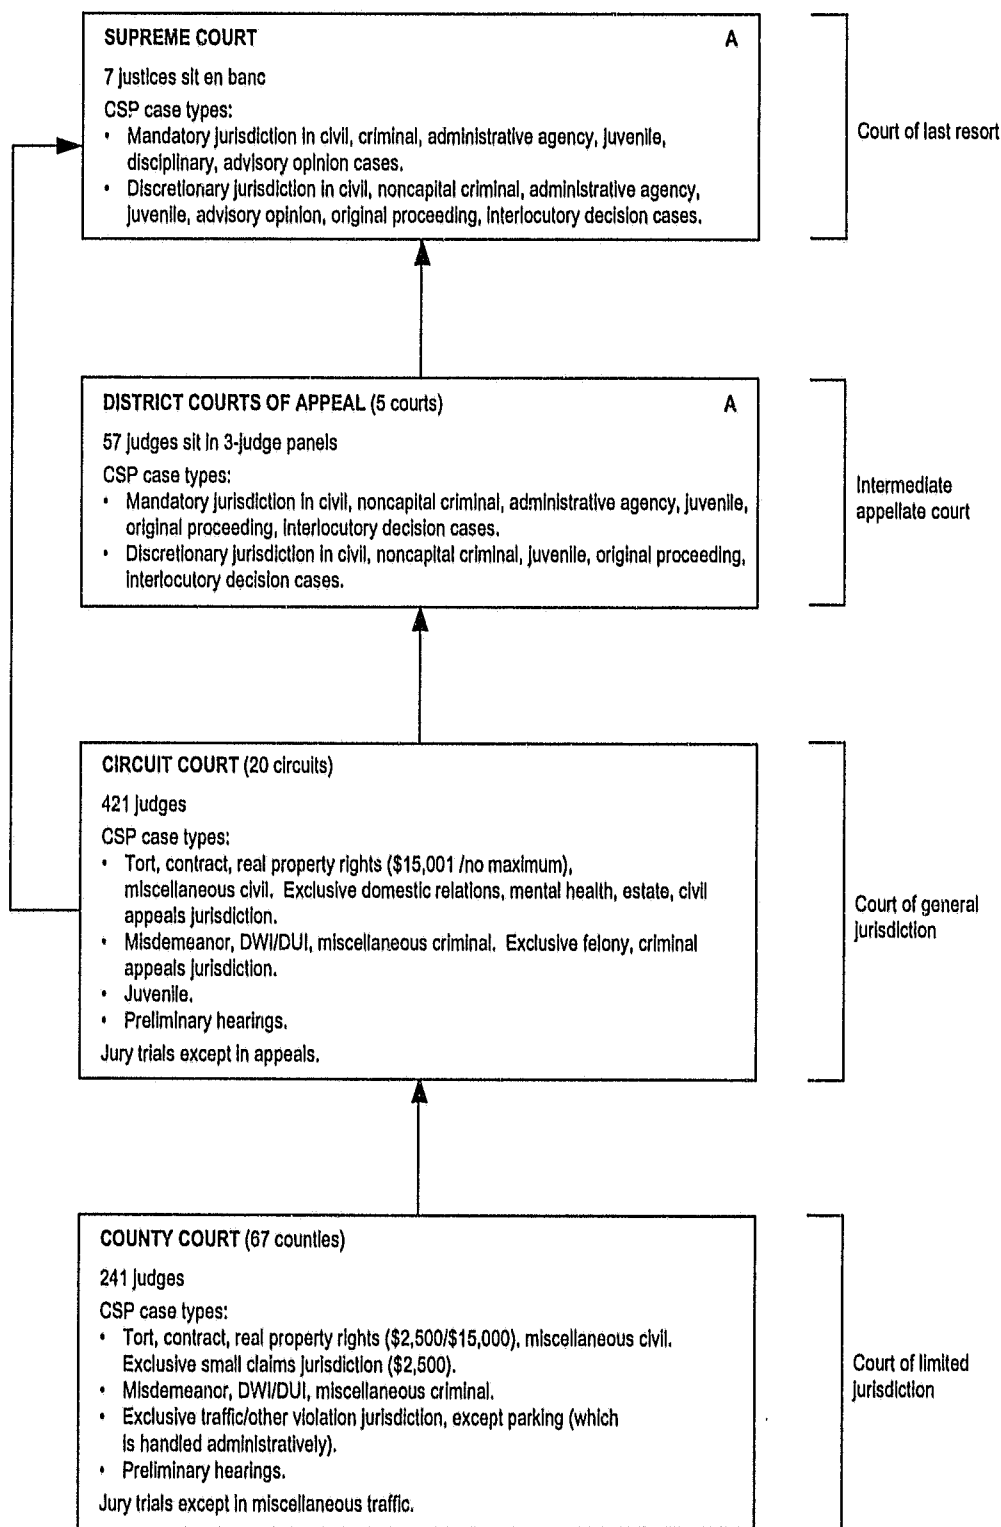 SUPREME COURT A
7 justices sit en banc
CSP case types:
• Mandatory jurisdiction in civil, criminal, administrative agency, juvenile,
disciplinary, advisory opinion cases.
• Discretionary jurisdiction in civil, noncapital criminal, administrative agency,
juvenile, advisory opinion, original proceeding, interlocutory decision cases.
Court of last resort
DISTRICT COURTS OF APPEAL (5 courts) A
57 judges sit in 3-judge panels
CSP case types:
• Mandatory jurisdiction in civil, noncapital criminal, administrative agency, juvenile,
original proceeding, interlocutory decision cases.
• Discretionary jurisdiction in civil, noncapital criminal, juvenile, original proceeding,
interlocutory decision cases.
Intermediate
appellate court
CIRCUIT COURT (20 circuits)
421 judges
CSP case types:
• Tort, contract, real property rights ($15,001 /no maximum),
miscellaneous civil. Exclusive domestic relations, mental health, estate, civil
appeals jurisdiction.
• Misdemeanor, DWI/DUI, miscellaneous criminal. Exclusive felony, criminal
appeals jurisdiction.
• Juvenile.
• Preliminary hearings.
Jury trials except in appeals.
Court of general
jurisdiction
COUNTY COURT (67 counties)
241 judges
CSP case types:
• Tort, contract, real property rights ($2,500/$15,000), miscellaneous civil.
Exclusive small claims jurisdiction ($2,500).
• Misdemeanor, DWI/DUI, miscellaneous criminal.
• Exclusive traffic/other violation jurisdiction, except parking (which
is handled administratively).
• Preliminary hearings.
Jury trials except in miscellaneous traffic.
Court of limited
jurisdiction